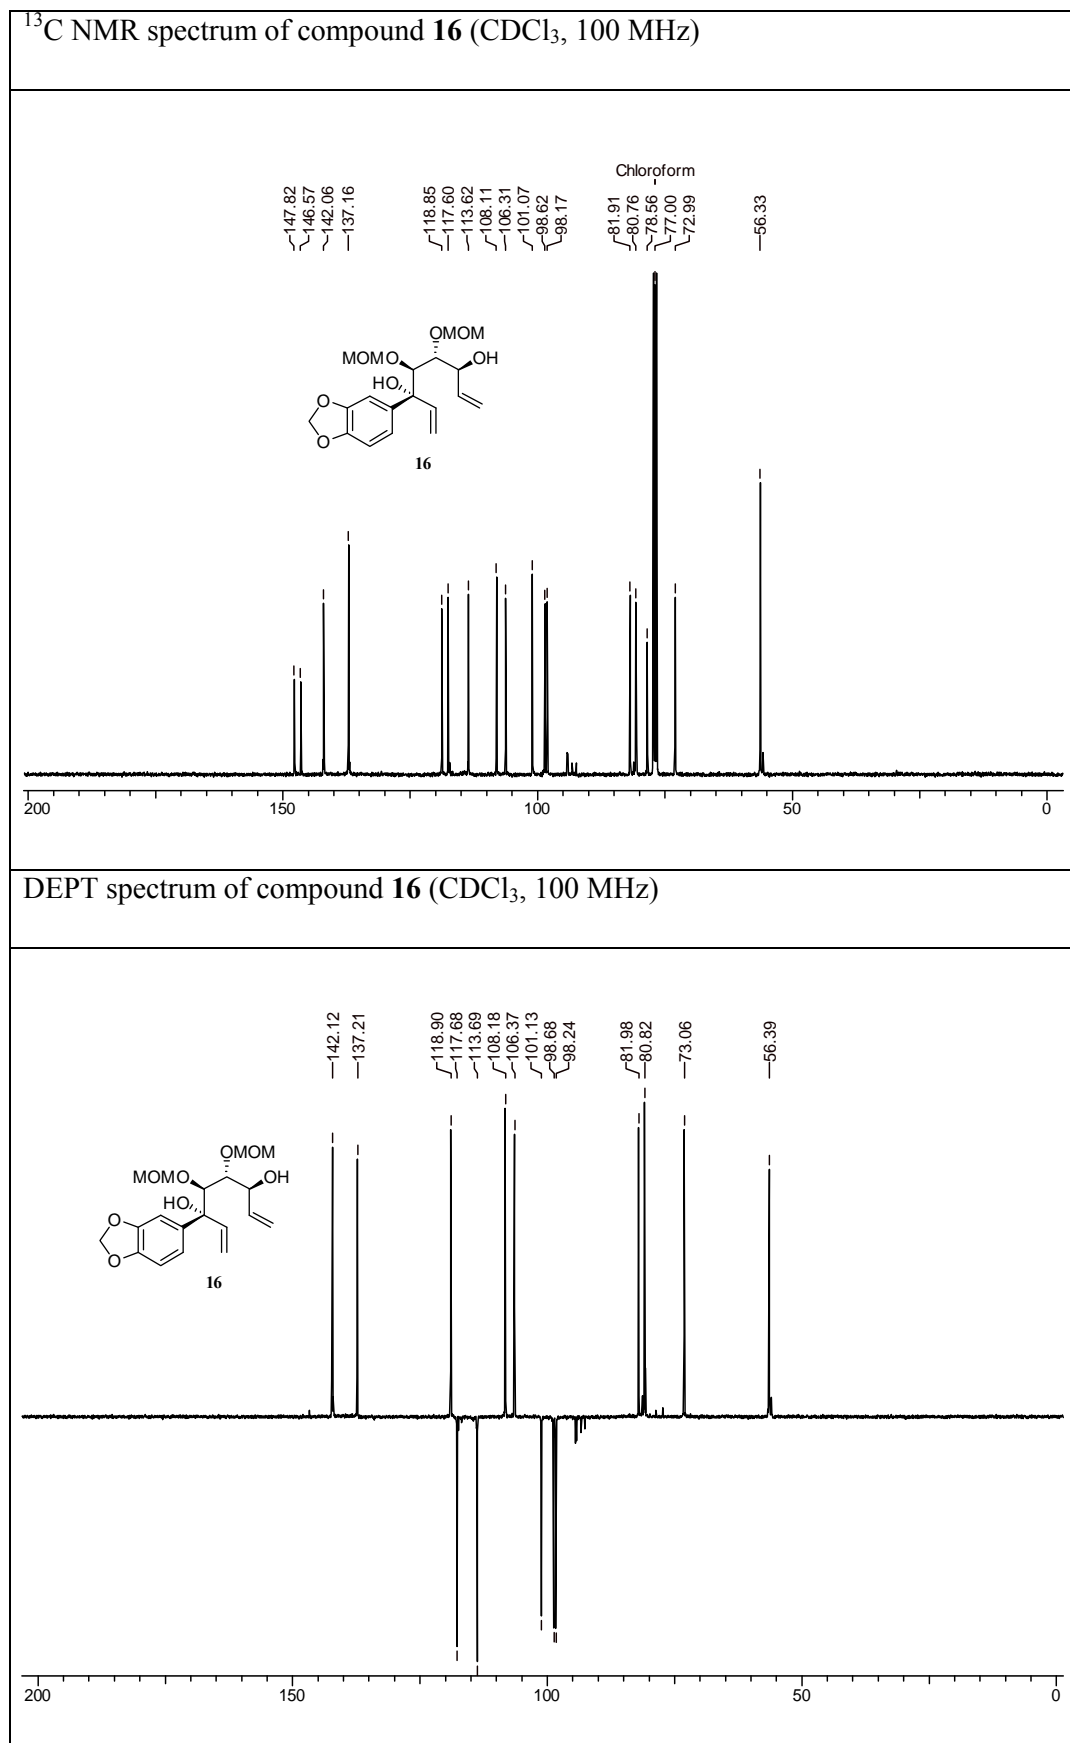 ¹³C NMR spectrum of compound 16 (CDCl₃, 100 MHz)
Chloroform
147.82
146.57
142.06
137.16
118.85
117.60
113.62
108.11
106.31
101.07
98.62
98.17
81.91
80.76
78.56
77.00
72.99
56.33
OMOM
MOMO
OH
HO
O
O
16
200 150 100 50 0
DEPT spectrum of compound 16 (CDCl₃, 100 MHz)
142.12
137.21
118.90
117.68
113.69
108.18
106.37
101.13
98.68
98.24
81.98
80.82
73.06
56.39
OMOM
MOMO
OH
HO
O
O
16
200 150 100 50 0